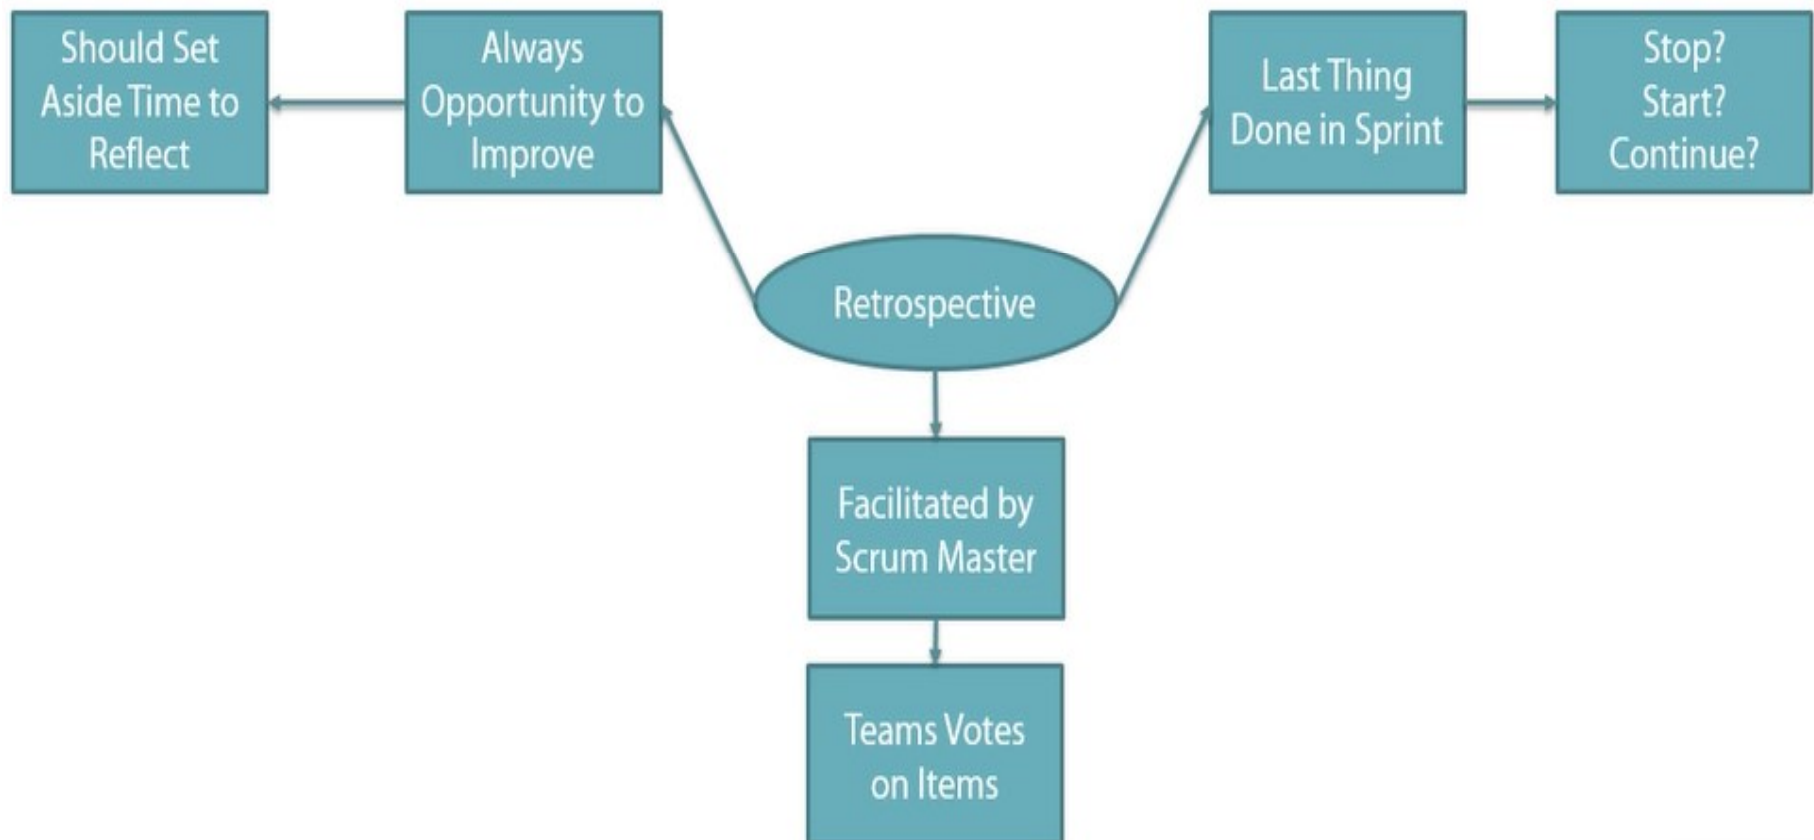 Should Set
Aside Time to
Reflect
Always
Opportunity to
Improve
Last Thing
Done in Sprint
Stop?
Start?
Continue?
Retrospective
Facilitated by
Scrum Master
Teams Votes
on Items